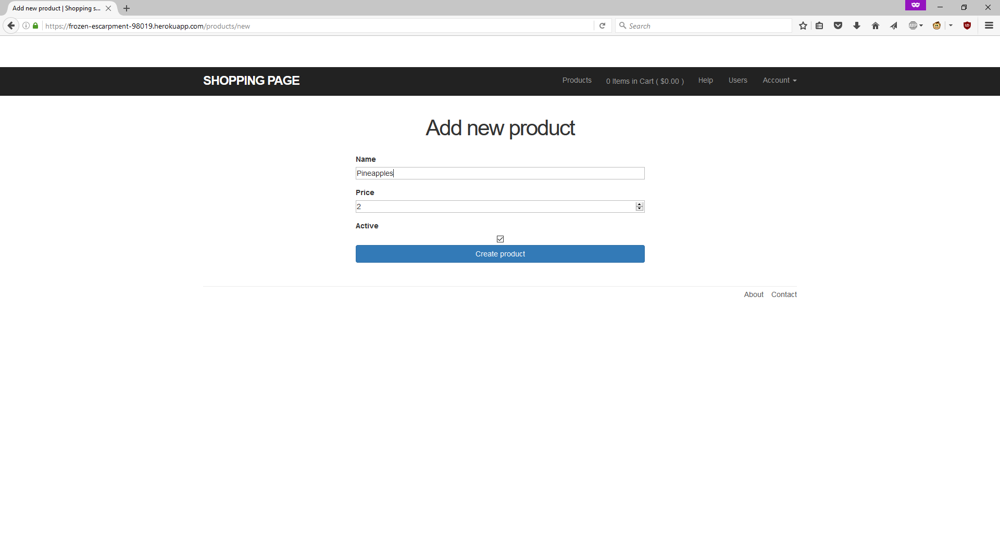 Add new product | Shopping s...
https://frozen-escarpment-98019.herokuapp.com/products/new
Search
ABP
SHOPPING PAGE
Products
0 Items in Cart ( $0.00 )
Help
Users
Account
Add new product
Name
Pineapples
Price
2
Active
Create product
About
Contact